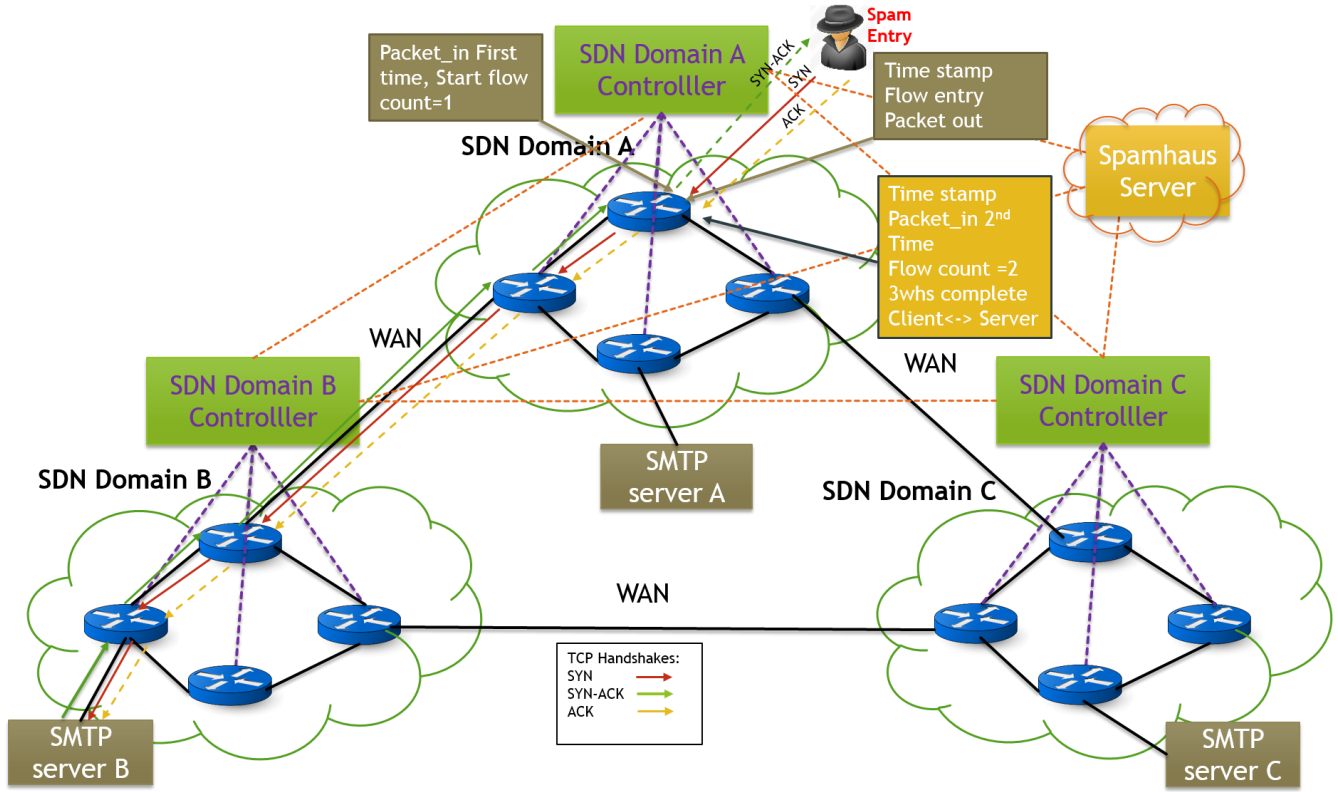 Packet_in First
time, Start flow
count=1
SDN Domain A
Controlller
Spam
Entry
SYN-ACK
SYN
ACK
Time stamp
Flow entry
Packet out
SDN Domain A
Spamhaus
Server
Time stamp
Packet_in 2nd
Time
Flow count =2
3whs complete
Client<-> Server
WAN
WAN
SDN Domain B
Controlller
SDN Domain C
Controlller
SMTP
server A
SDN Domain B
SDN Domain C
WAN
TCP Handshakes:
SYN
SYN-ACK
ACK
SMTP
server B
SMTP
server C